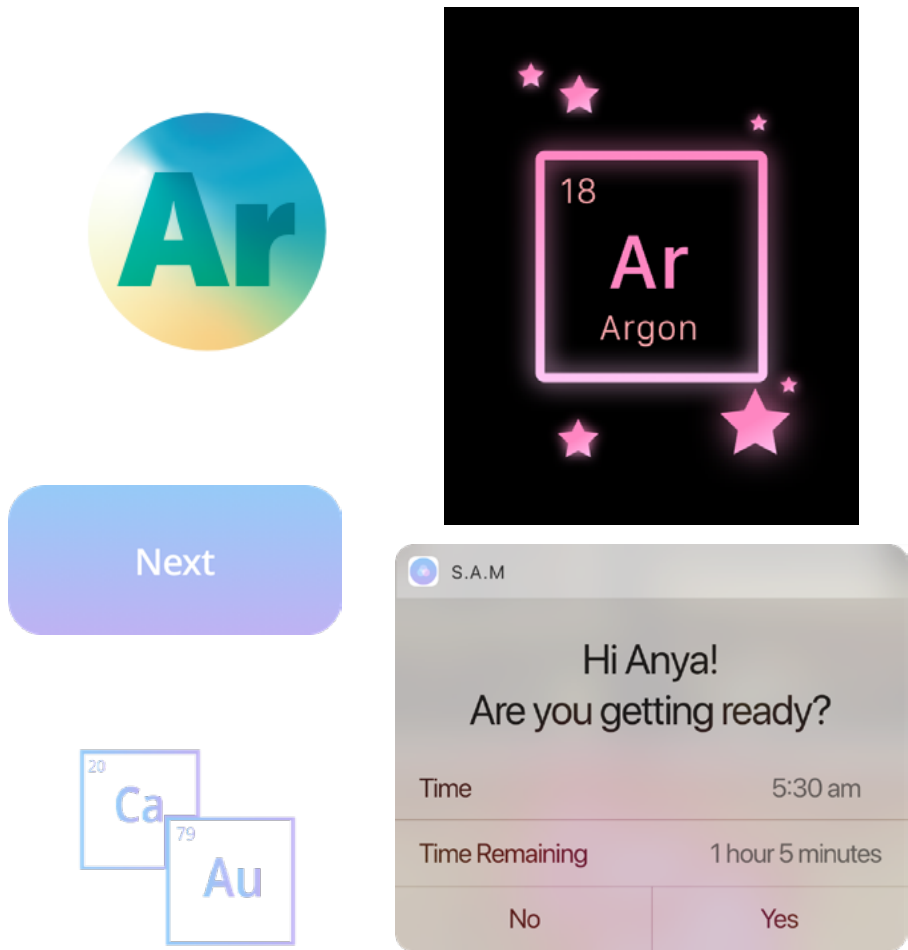 Ar
18
Ar
Argon
Next
S.A.M
Hi Anya!
Are you getting ready?
Time 5:30 am
Time Remaining 1 hour 5 minutes
No Yes
20
Ca
79
Au